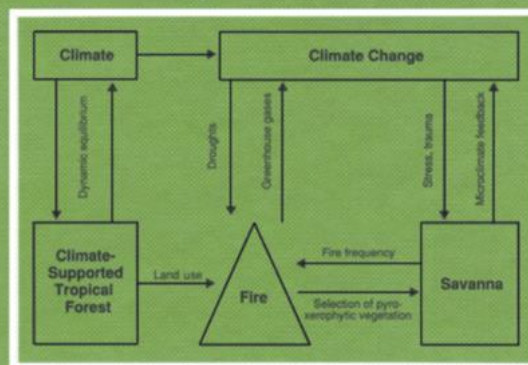 Climate
Climate Change
Dynamic equilibrium
Droughts
Greenhouse gases
Stress, trauma
Microclimate feedback
Climate-
Supported
Tropical
Forest
Land use
Fire
Fire frequency
Selection of pyro-
xerophytic vegetation
Savanna